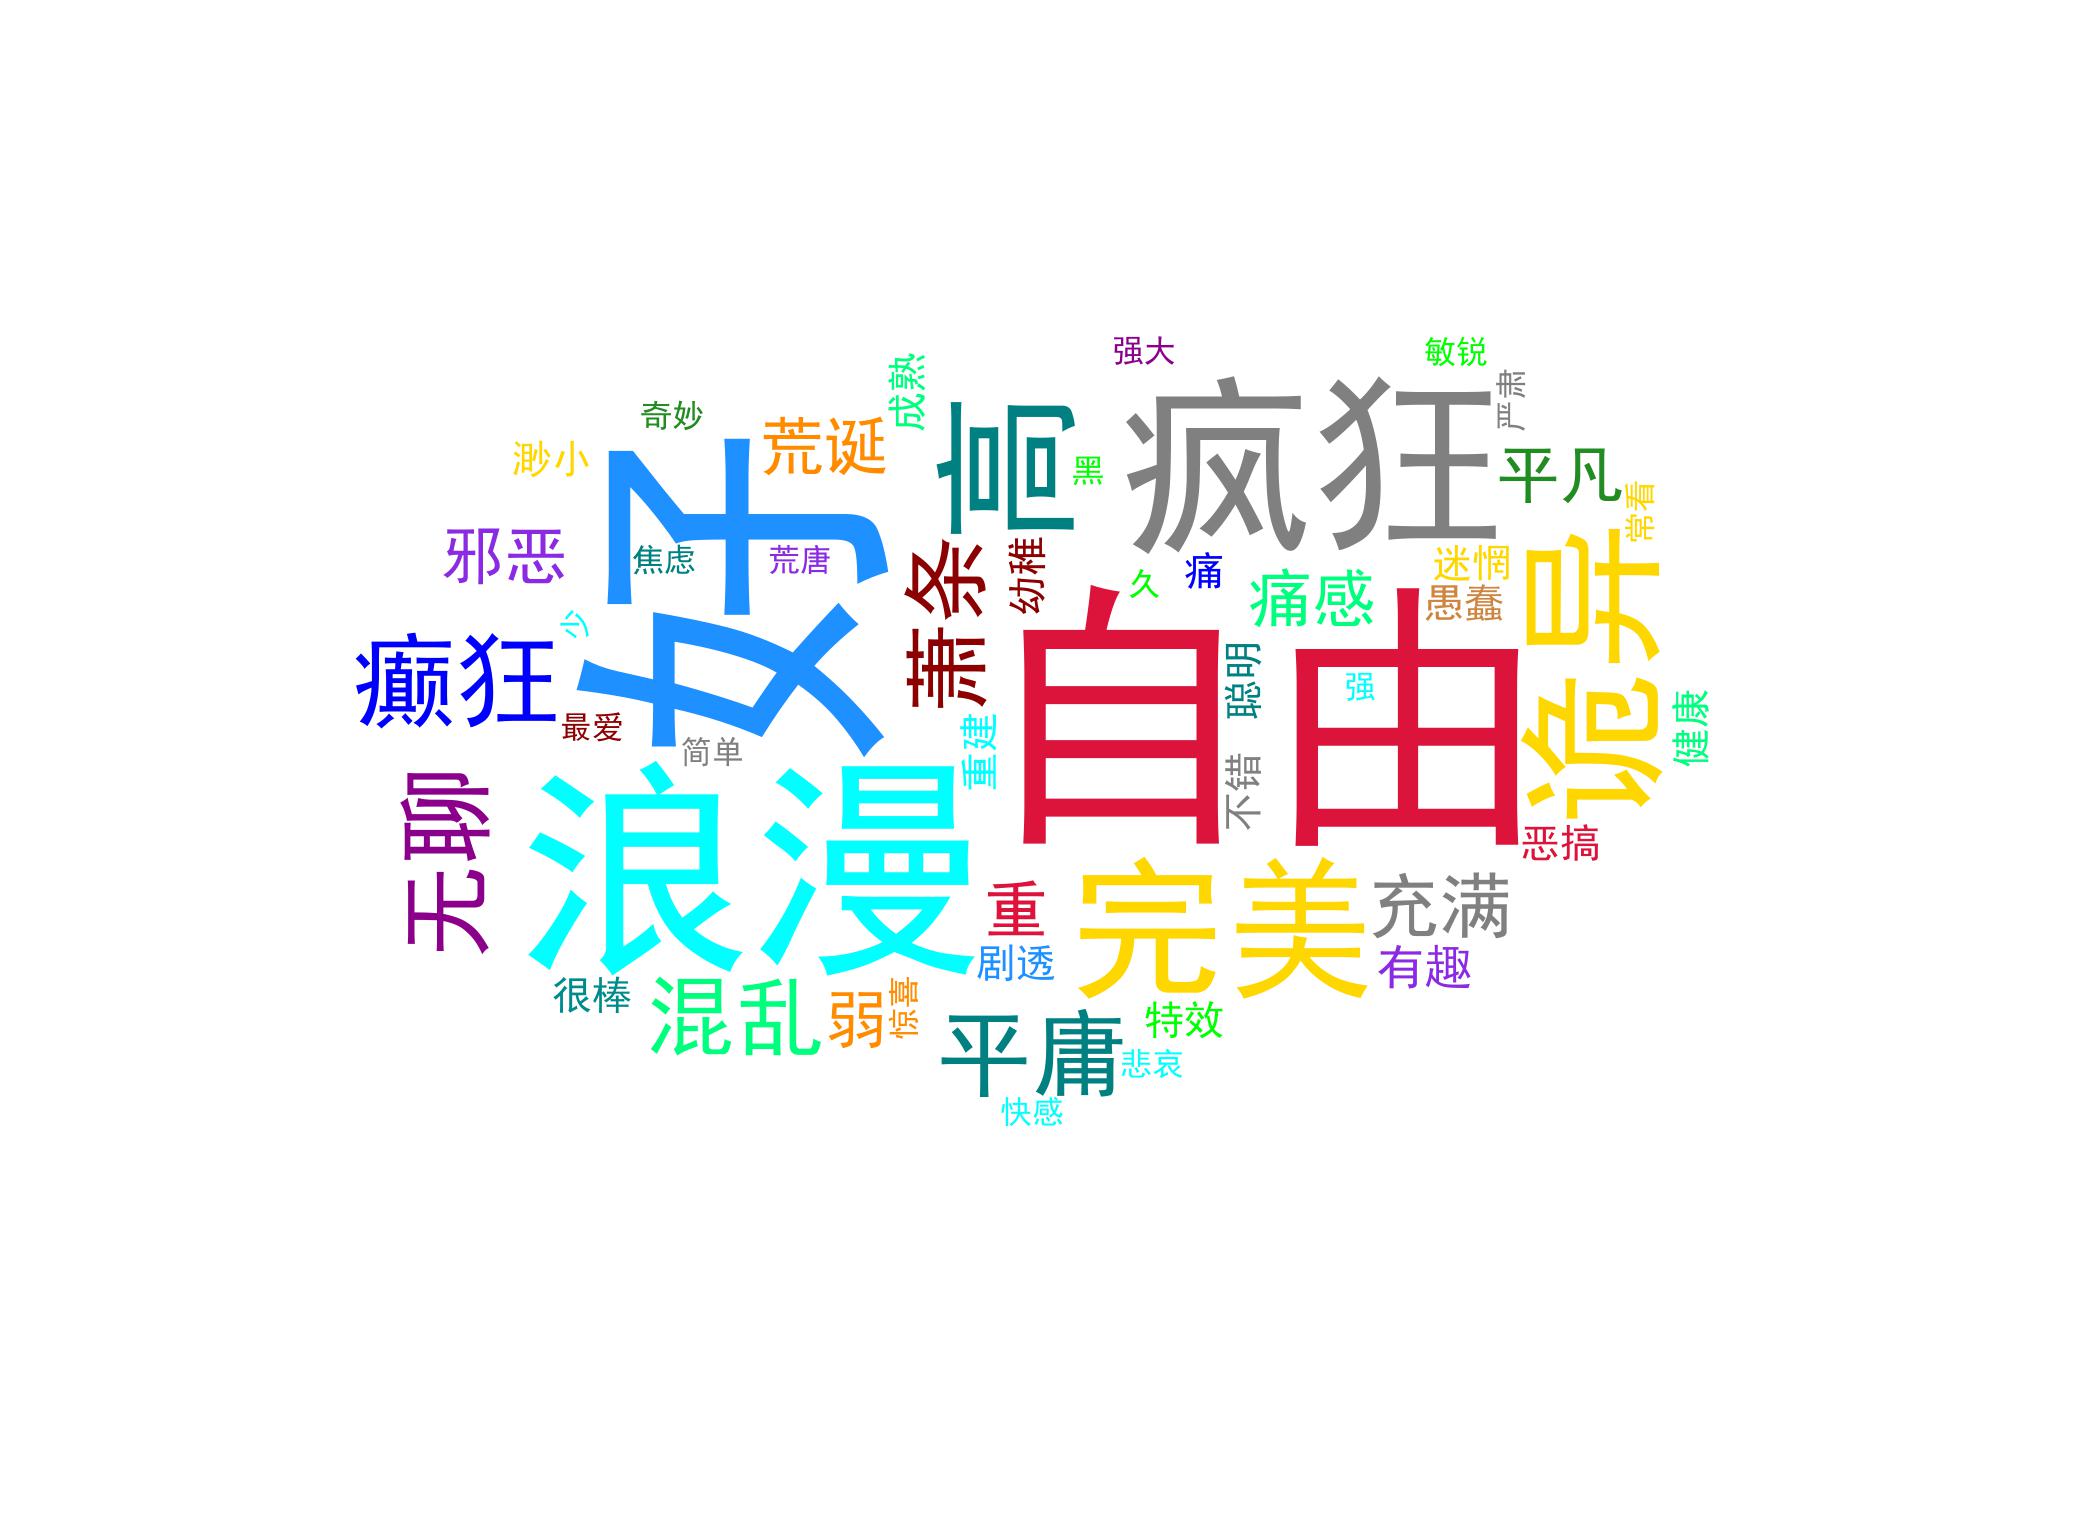 强大
敏锐
严肃
成熟
奇妙
荒诞
渺小
好
高
黑
疯狂
平凡
常看
邪恶
焦虑
荒唐
萧条
幼稚
久
痛
痛感
迷惘
愚蠢
诡异
少
癫狂
最爱
简单
自由
聪明
强
健康
重建
不错
无聊
浪漫
恶搞
重
完美
充满
剧透
有趣
很棒
混乱
弱
惊喜
平庸
特效
悲哀
快感